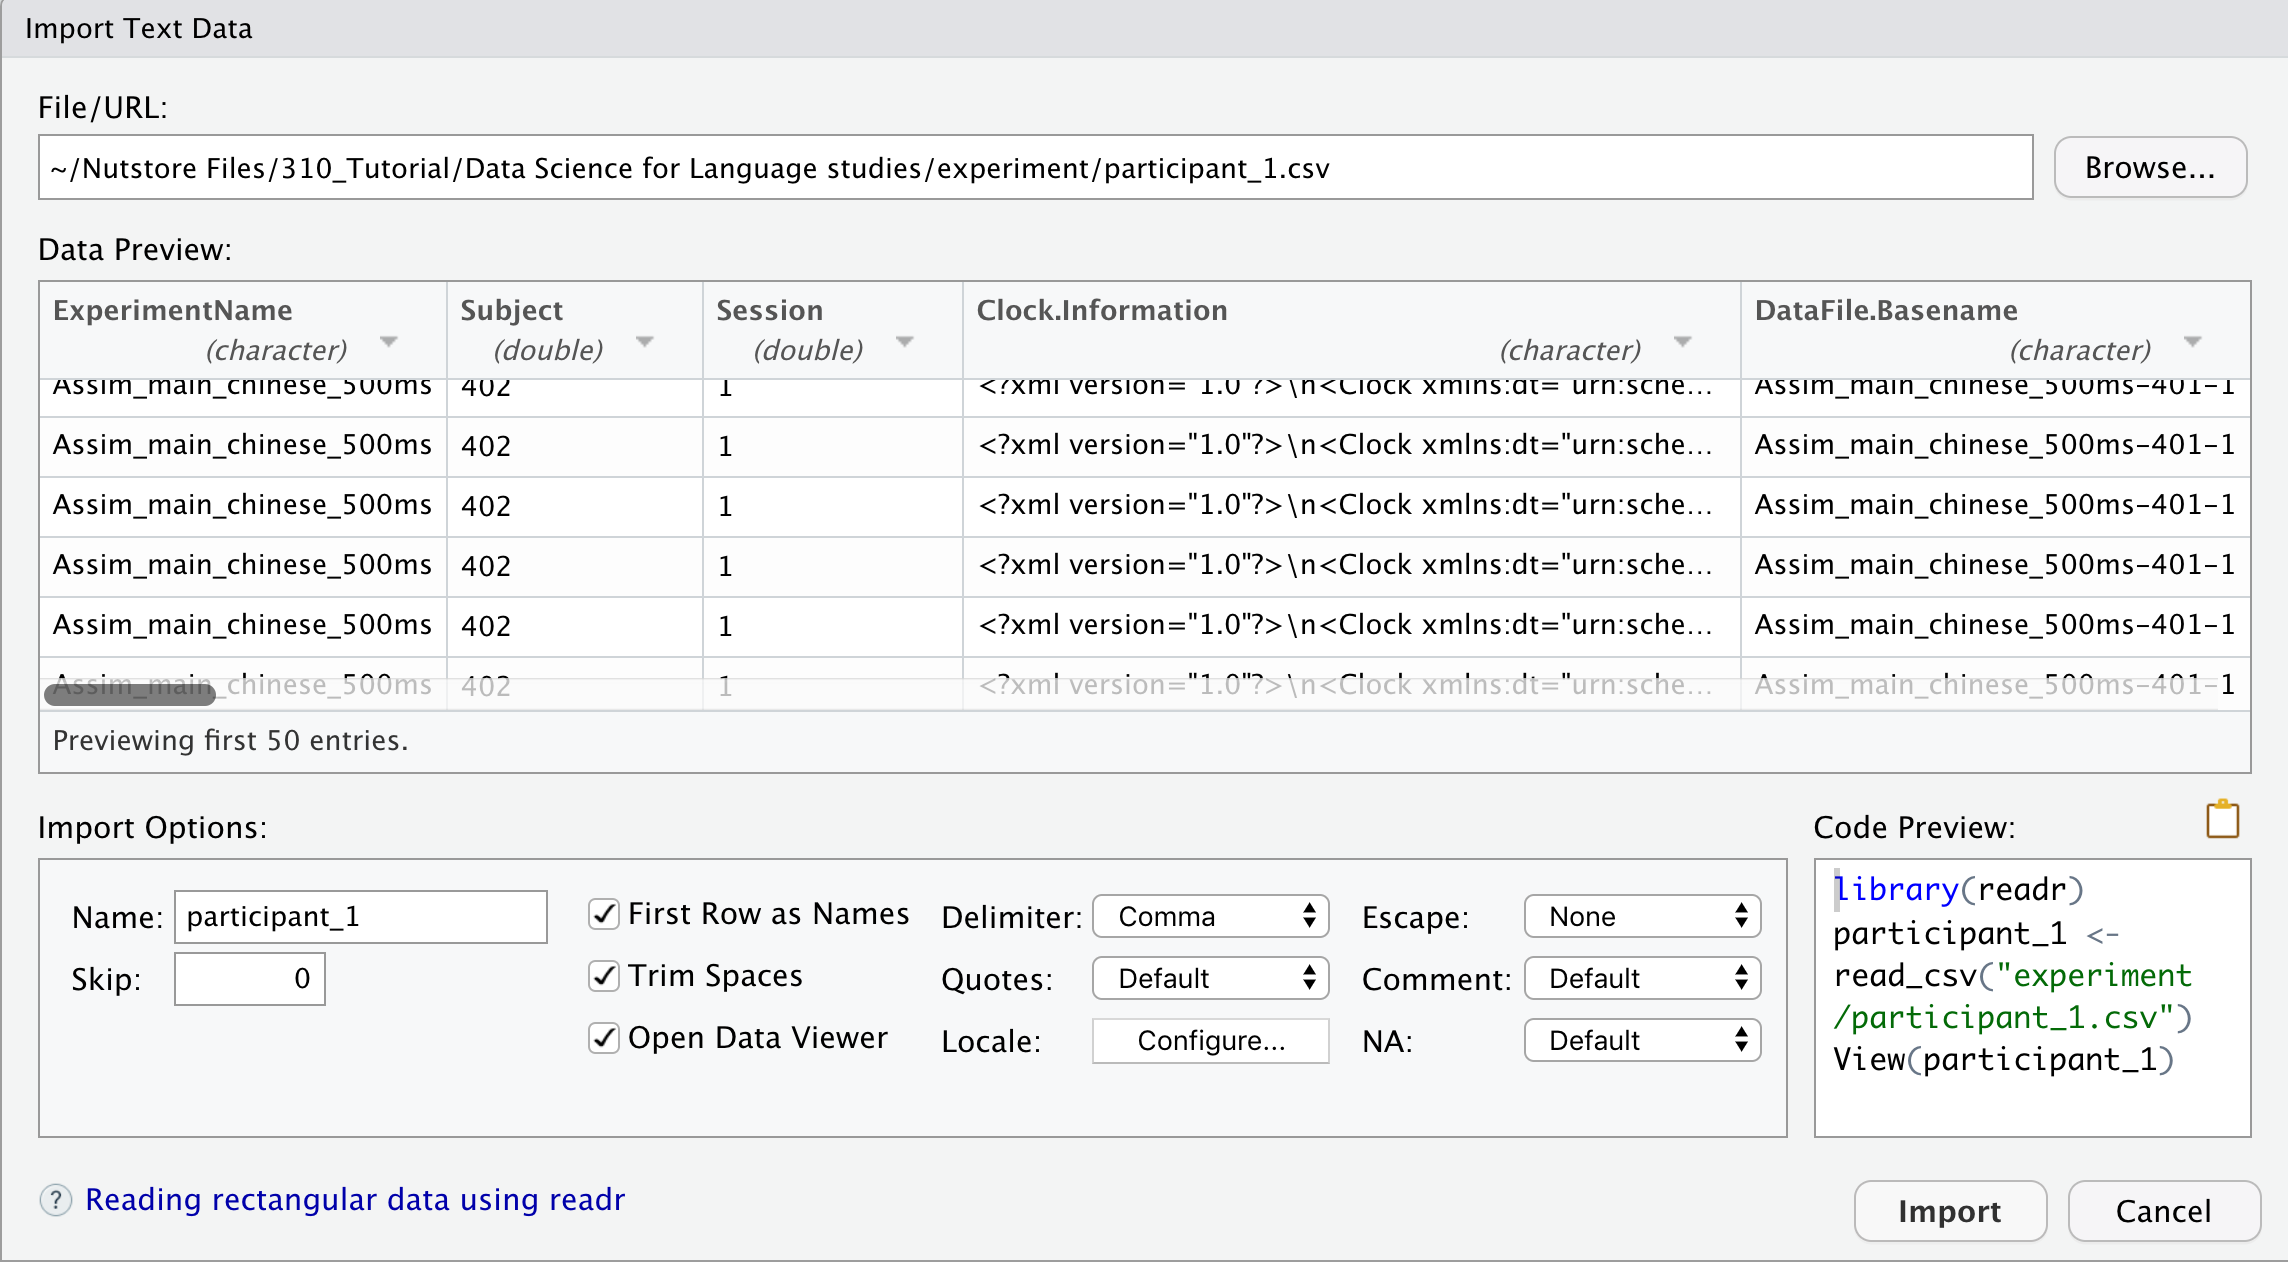 Import Text Data
File/URL:
~/Nutstore Files/310_Tutorial/Data Science for Language studies/experiment/participant_1.csv
Browse...
Data Preview:
ExperimentName (character) Subject (double) Session (double) Clock.Information (character) DataFile.Basename (character)
Assim_main_chinese_500ms 402 1 <?xml version="1.0"?>\n<Clock xmlns:dt="urn:sche... Assim_main_chinese_500ms-401-1
Assim_main_chinese_500ms 402 1 <?xml version="1.0"?>\n<Clock xmlns:dt="urn:sche... Assim_main_chinese_500ms-401-1
Assim_main_chinese_500ms 402 1 <?xml version="1.0"?>\n<Clock xmlns:dt="urn:sche... Assim_main_chinese_500ms-401-1
Assim_main_chinese_500ms 402 1 <?xml version="1.0"?>\n<Clock xmlns:dt="urn:sche... Assim_main_chinese_500ms-401-1
Assim_main_chinese_500ms 402 1 <?xml version="1.0"?>\n<Clock xmlns:dt="urn:sche... Assim_main_chinese_500ms-401-1
Assim_main_chinese_500ms 402 1 <?xml version="1.0"?>\n<Clock xmlns:dt="urn:sche... Assim_main_chinese_500ms-401-1
Previewing first 50 entries.
Import Options:
Name: participant_1
Skip: 0
First Row as Names
Trim Spaces
Open Data Viewer
Delimiter: Comma
Quotes: Default
Locale: Configure...
Escape: None
Comment: Default
NA: Default
Code Preview:
library(readr)
participant_1 <-
read_csv("experiment
/participant_1.csv")
View(participant_1)
? Reading rectangular data using readr
Import
Cancel